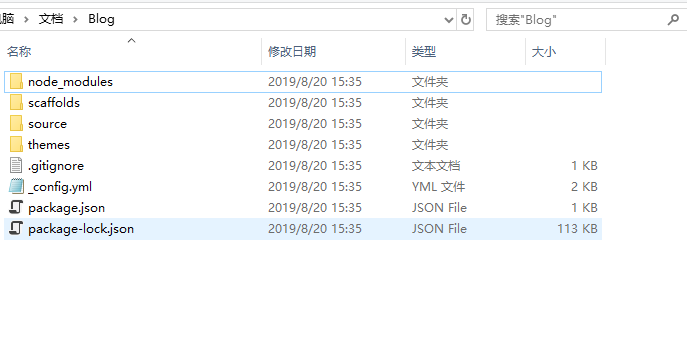 文档 Blog 搜索"Blog"
名称 修改日期 类型 大小
node_modules 2019/8/20 15:35 文件夹
scaffolds 2019/8/20 15:35 文件夹
source 2019/8/20 15:35 文件夹
themes 2019/8/20 15:35 文件夹
.gitignore 2019/8/20 15:35 文本文档 1 KB
_config.yml 2019/8/20 15:35 YML 文件 2 KB
package.json 2019/8/20 15:35 JSON File 1 KB
package-lock.json 2019/8/20 15:35 JSON File 113 KB